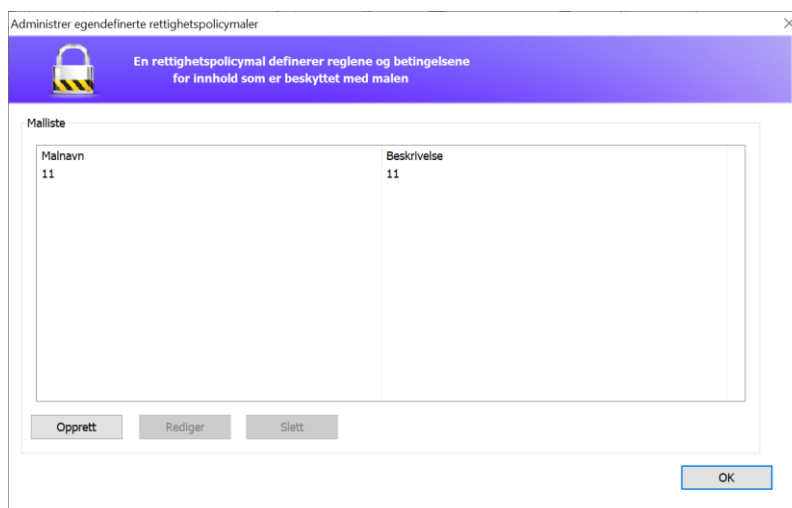 Administrer egendefinerte rettighetspolicymaler
En rettighetspolicymal definerer reglene og betingelsene
for innhold som er beskyttet med malen
Malliste
Malnavn Beskrivelse
11 11
Opprett Rediger Slett
OK